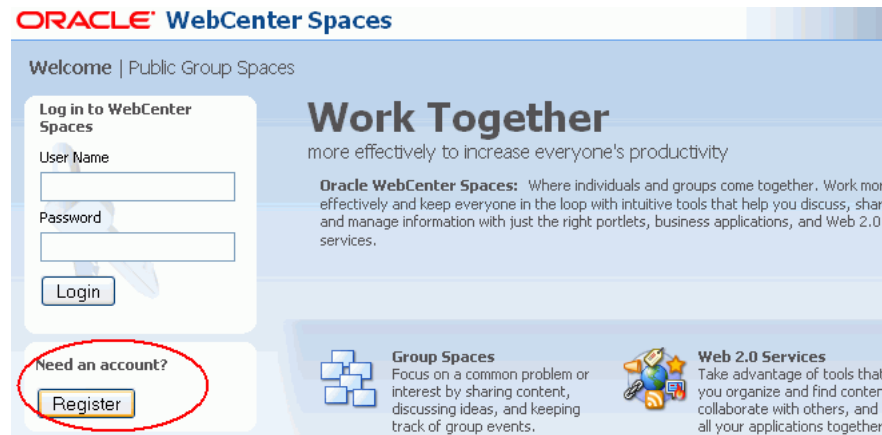 ORACLE WebCenter Spaces
Welcome | Public Group Spaces
Log in to WebCenter
Spaces
User Name
Password
Login
Need an account?
Register
Work Together
more effectively to increase everyone's productivity
Oracle WebCenter Spaces: Where individuals and groups come together. Work mor
effectively and keep everyone in the loop with intuitive tools that help you discuss, shar
and manage information with just the right portlets, business applications, and Web 2.0
services.
Group Spaces
Focus on a common problem or
interest by sharing content,
discussing ideas, and keeping
track of group events.
Web 2.0 Services
Take advantage of tools that
you organize and find conten
collaborate with others, and
all your applications together